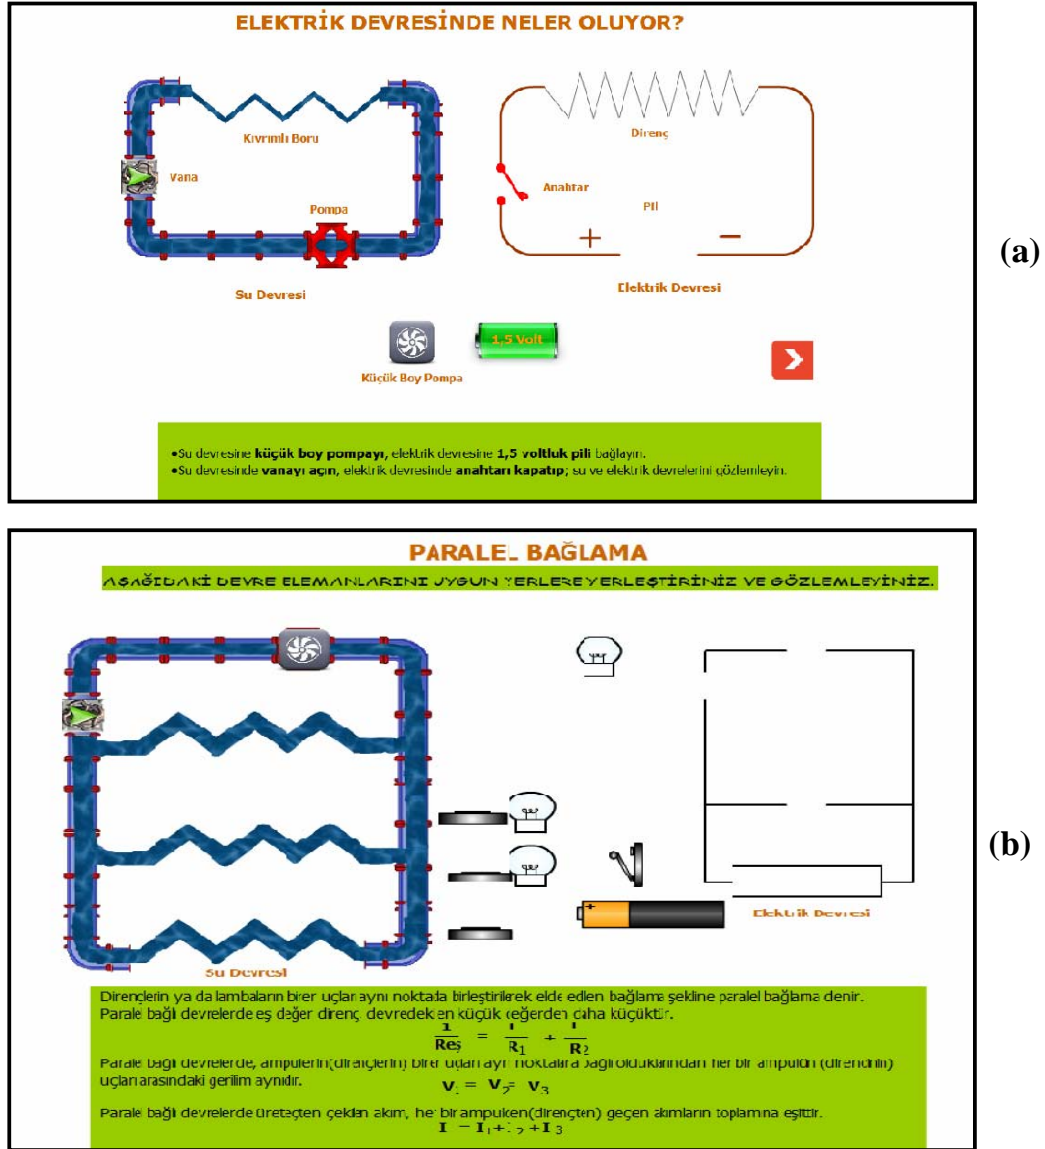 ELEKTRİK DEVRESİNDE NELER OLUYOR?
Kıvrımlı Boru
Direnç
Vana
Anahtar
Pompa
Pil
+ −
Su Devresi
Elektrik Devresi
(a)
1,5 Volt
Küçük Boy Pompa
•Su devresine küçük boy pompayı, elektrik devresine 1,5 voltluk pili bağlayın.
•Su devresinde vanayı açın, elektrik devresinde anahtarı kapatıp; su ve elektrik devrelerini gözlemleyin.
PARALEL BAĞLAMA
AŞAĞIDAKİ DEVRE ELEMANLARINI UYGUN YERLERE YERLEŞTİRİNİZ VE GÖZLEMLEYİNİZ.
(b)
+
Elektrik Devresi
Su Devresi
Dirençlerin ya da lambaların birer uçları aynı noktada birleştirilerek elde edilen bağlama şekline paralel bağlama denir.
Paralel bağlı devrelerde eş değer direnç devredeki en küçük değerden daha küçüktür.
1/Reş = 1/R1 + 1/R2
Paralel bağlı devrelerde, ampullerin(dirençlerin) birer uçları aynı noktalara bağlı olduklarından her bir ampulün (direncinin)
uçları arasındaki gerilim aynıdır.
V1 = V2= V3
Paralel bağlı devrelerde üreteçten çekilen akım, her bir ampulden(dirençten) geçen akımların toplamına eşittir.
I = I1+I2+I3